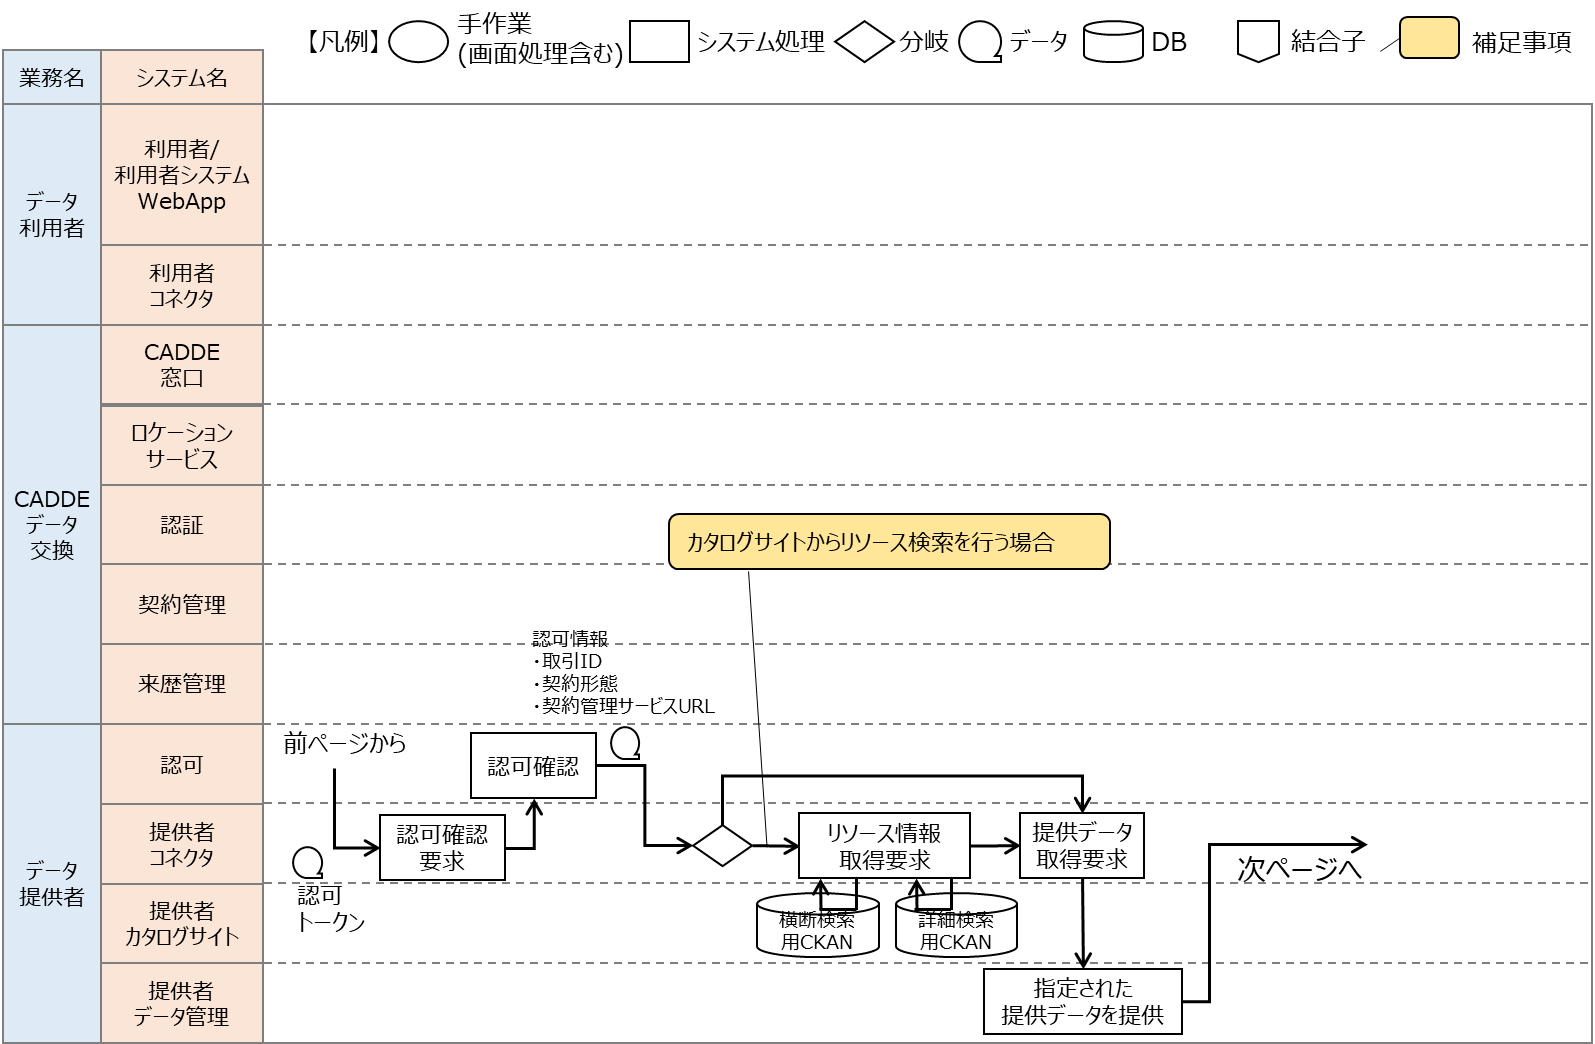 【凡例】
手作業
(画面処理含む)
システム処理
分岐
データ
DB
結合子
補足事項
業務名
システム名
データ
利用者
利用者/
利用者システム
WebApp
利用者
コネクタ
CADDE
データ
交換
CADDE
窓口
ロケーション
サービス
認証
契約管理
来歴管理
データ
提供者
認可
提供者
コネクタ
提供者
カタログサイト
提供者
データ管理
カタログサイトからリソース検索を行う場合
認可情報
・取引ID
・契約形態
・契約管理サービスURL
前ページから
認可確認
認可確認
要求
認可
トークン
リソース情報
取得要求
提供データ
取得要求
横断検索
用CKAN
詳細検索
用CKAN
次ページへ
指定された
提供データを提供